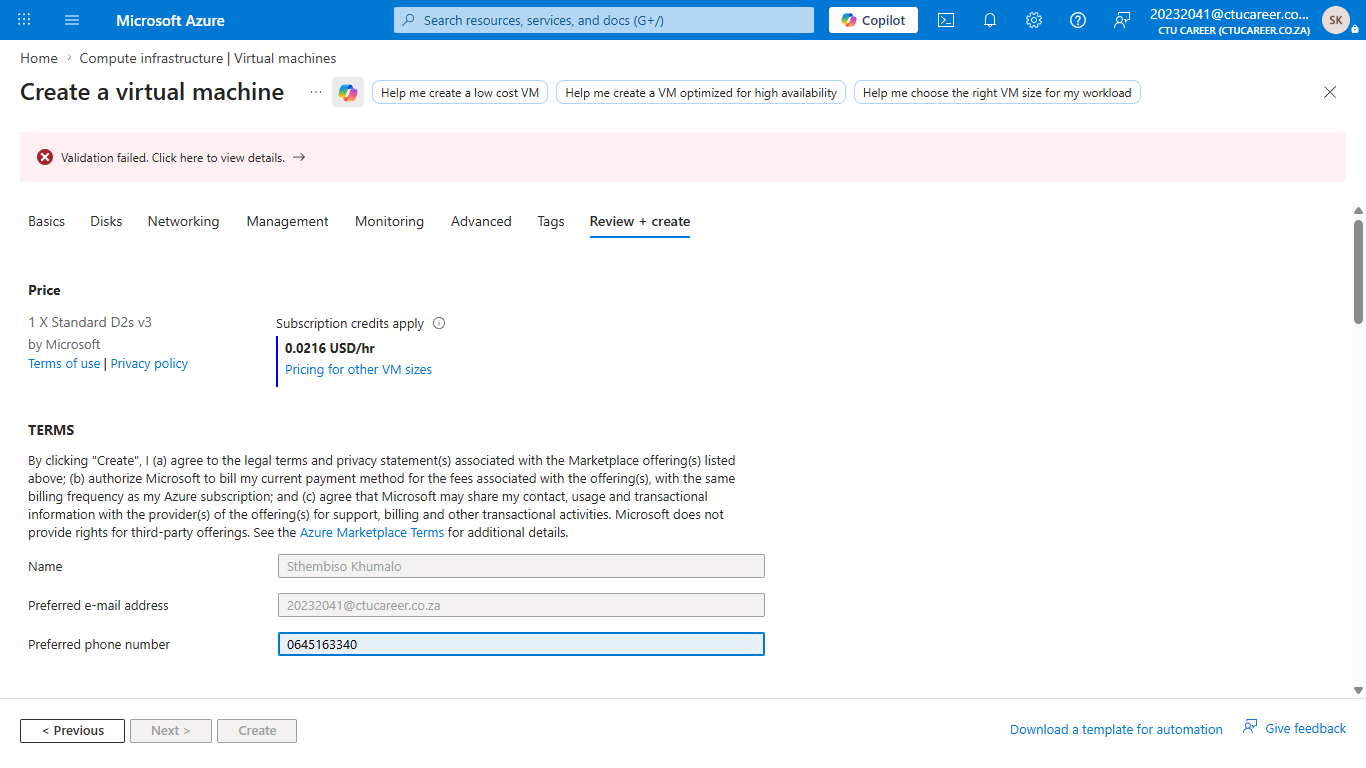 Microsoft Azure
Search resources, services, and docs (G+/)
Copilot
20232041@ctucareer.co....
CTU CAREER (CTUCAREER.CO.ZA)
SK
Home > Compute infrastructure | Virtual machines
Create a virtual machine
...
Help me create a low cost VM
Help me create a VM optimized for high availability
Help me choose the right VM size for my workload
Validation failed. Click here to view details. →
Basics Disks Networking Management Monitoring Advanced Tags Review + create
Price
1 X Standard D2s v3
by Microsoft
Terms of use | Privacy policy
Subscription credits apply
0.0216 USD/hr
Pricing for other VM sizes
TERMS
By clicking "Create", I (a) agree to the legal terms and privacy statement(s) associated with the Marketplace offering(s) listed
above; (b) authorize Microsoft to bill my current payment method for the fees associated with the offering(s), with the same
billing frequency as my Azure subscription; and (c) agree that Microsoft may share my contact, usage and transactional
information with the provider(s) of the offering(s) for support, billing and other transactional activities. Microsoft does not
provide rights for third-party offerings. See the Azure Marketplace Terms for additional details.
Name
Sthembiso Khumalo
Preferred e-mail address
20232041@ctucareer.co.za
Preferred phone number
0645163340
< Previous
Next >
Create
Download a template for automation
Give feedback